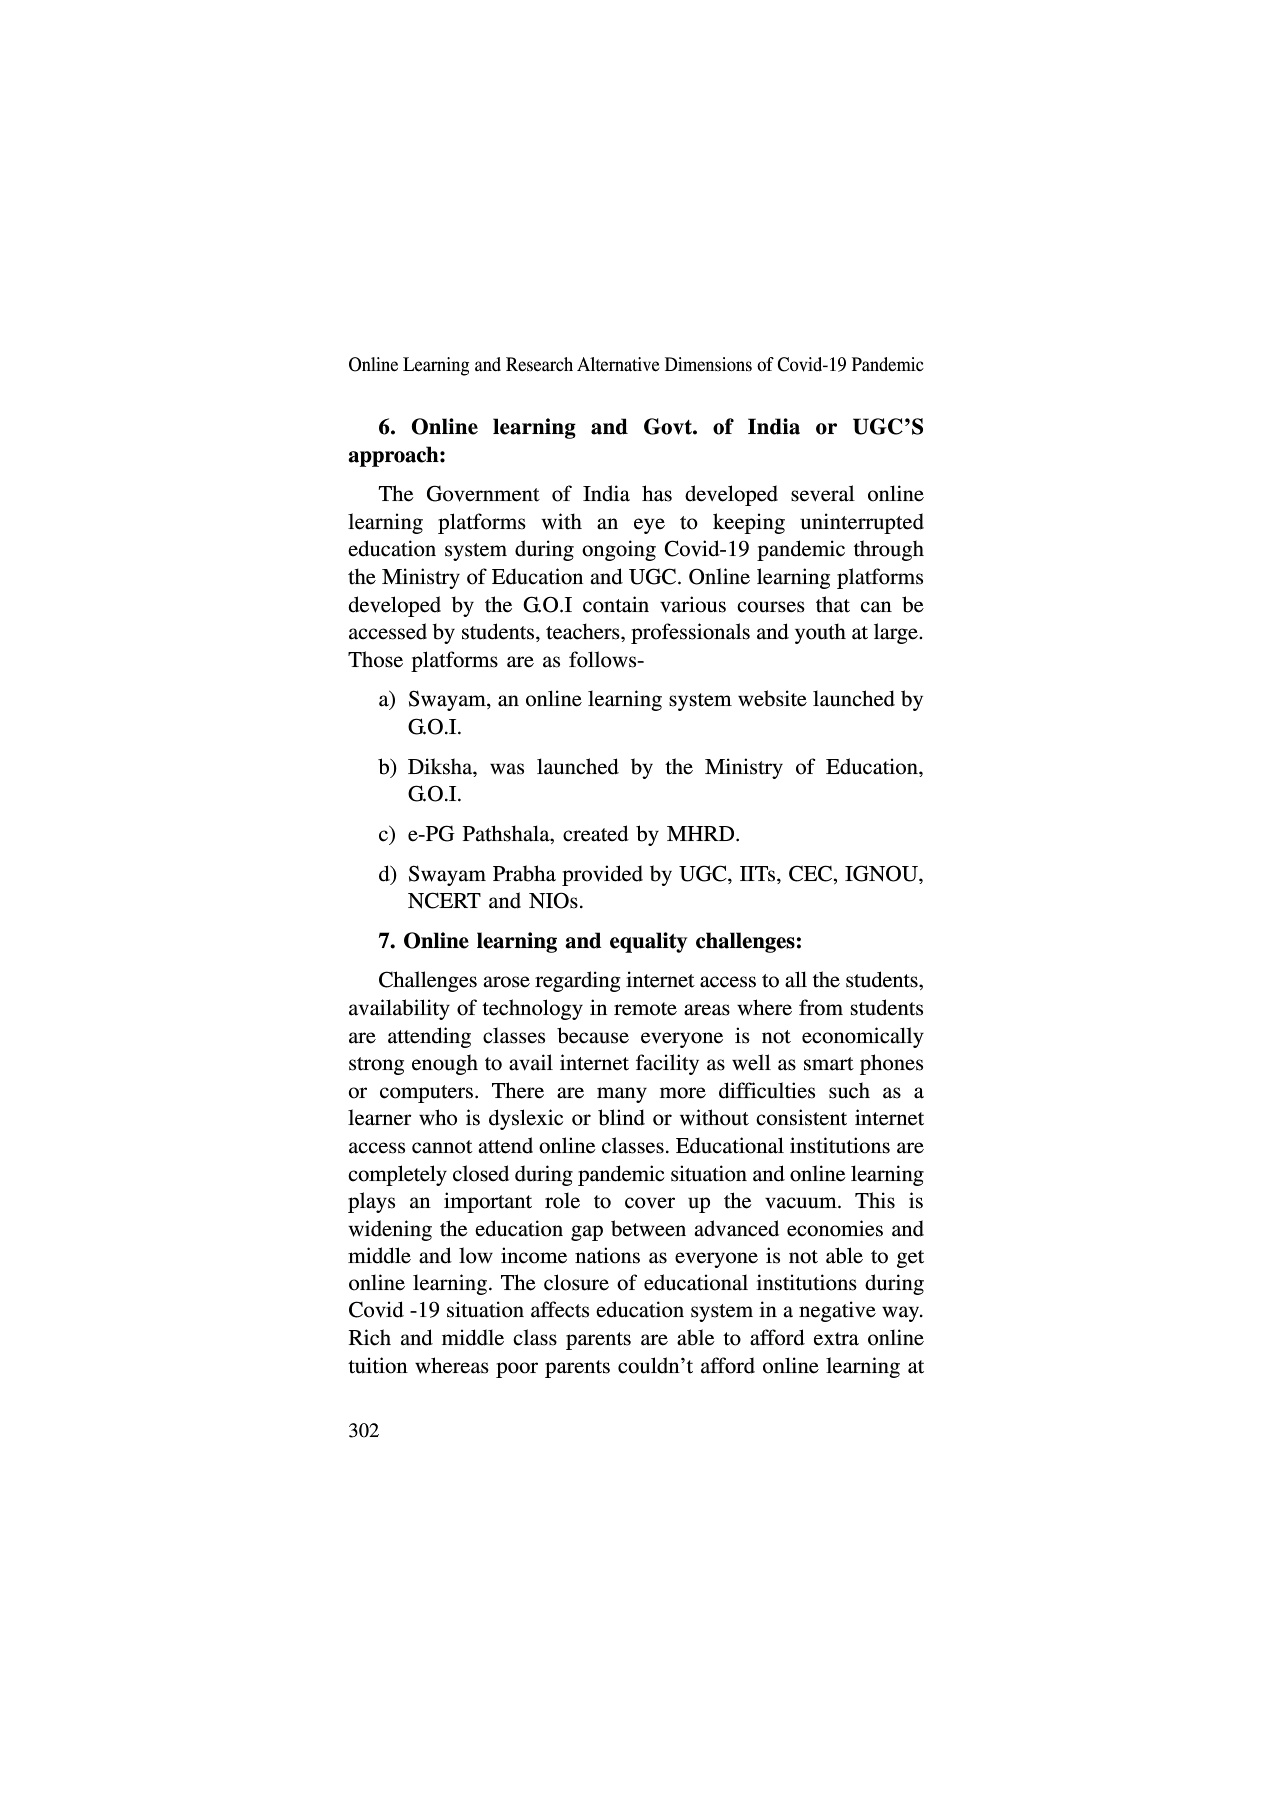 Online Learning and Research Alternative Dimensions of Covid-19 Pandemic
6. Online learning and Govt. of India or UGC’S
approach:
The Government of India has developed several online
learning platforms with an eye to keeping uninterrupted
education system during ongoing Covid-19 pandemic through
the Ministry of Education and UGC. Online learning platforms
developed by the G.O.I contain various courses that can be
accessed by students, teachers, professionals and youth at large.
Those platforms are as follows-
a) Swayam, an online learning system website launched by
G.O.I.
b) Diksha, was launched by the Ministry of Education,
G.O.I.
c) e-PG Pathshala, created by MHRD.
d) Swayam Prabha provided by UGC, IITs, CEC, IGNOU,
NCERT and NIOs.
7. Online learning and equality challenges:
Challenges arose regarding internet access to all the students,
availability of technology in remote areas where from students
are attending classes because everyone is not economically
strong enough to avail internet facility as well as smart phones
or computers. There are many more difficulties such as a
learner who is dyslexic or blind or without consistent internet
access cannot attend online classes. Educational institutions are
completely closed during pandemic situation and online learning
plays an important role to cover up the vacuum. This is
widening the education gap between advanced economies and
middle and low income nations as everyone is not able to get
online learning. The closure of educational institutions during
Covid -19 situation affects education system in a negative way.
Rich and middle class parents are able to afford extra online
tuition whereas poor parents couldn’t afford online learning at
302